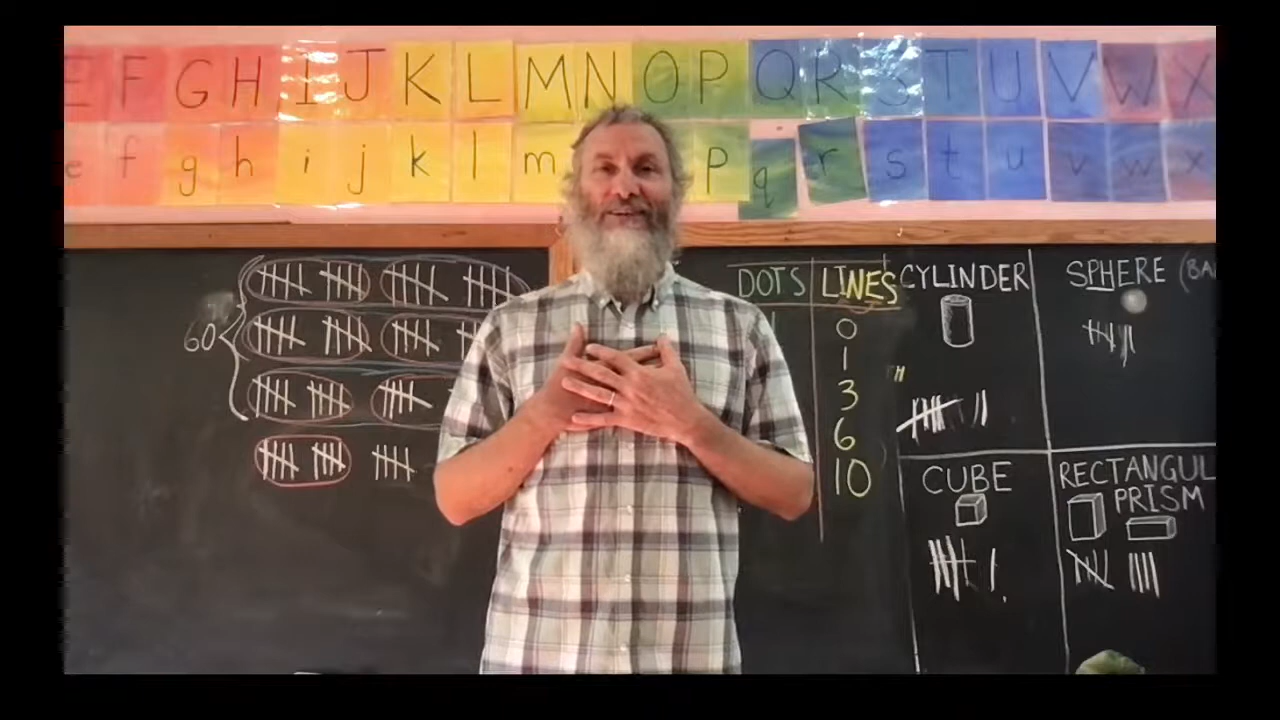 E F G H I J K L M N O P Q R S T U V W X
e f g h i j k l m p q r s t u v w x
DOTS LINES
60
0
1
3
6
10
CYLINDER
SPHERE
CUBE
RECTANGUL
PRISM